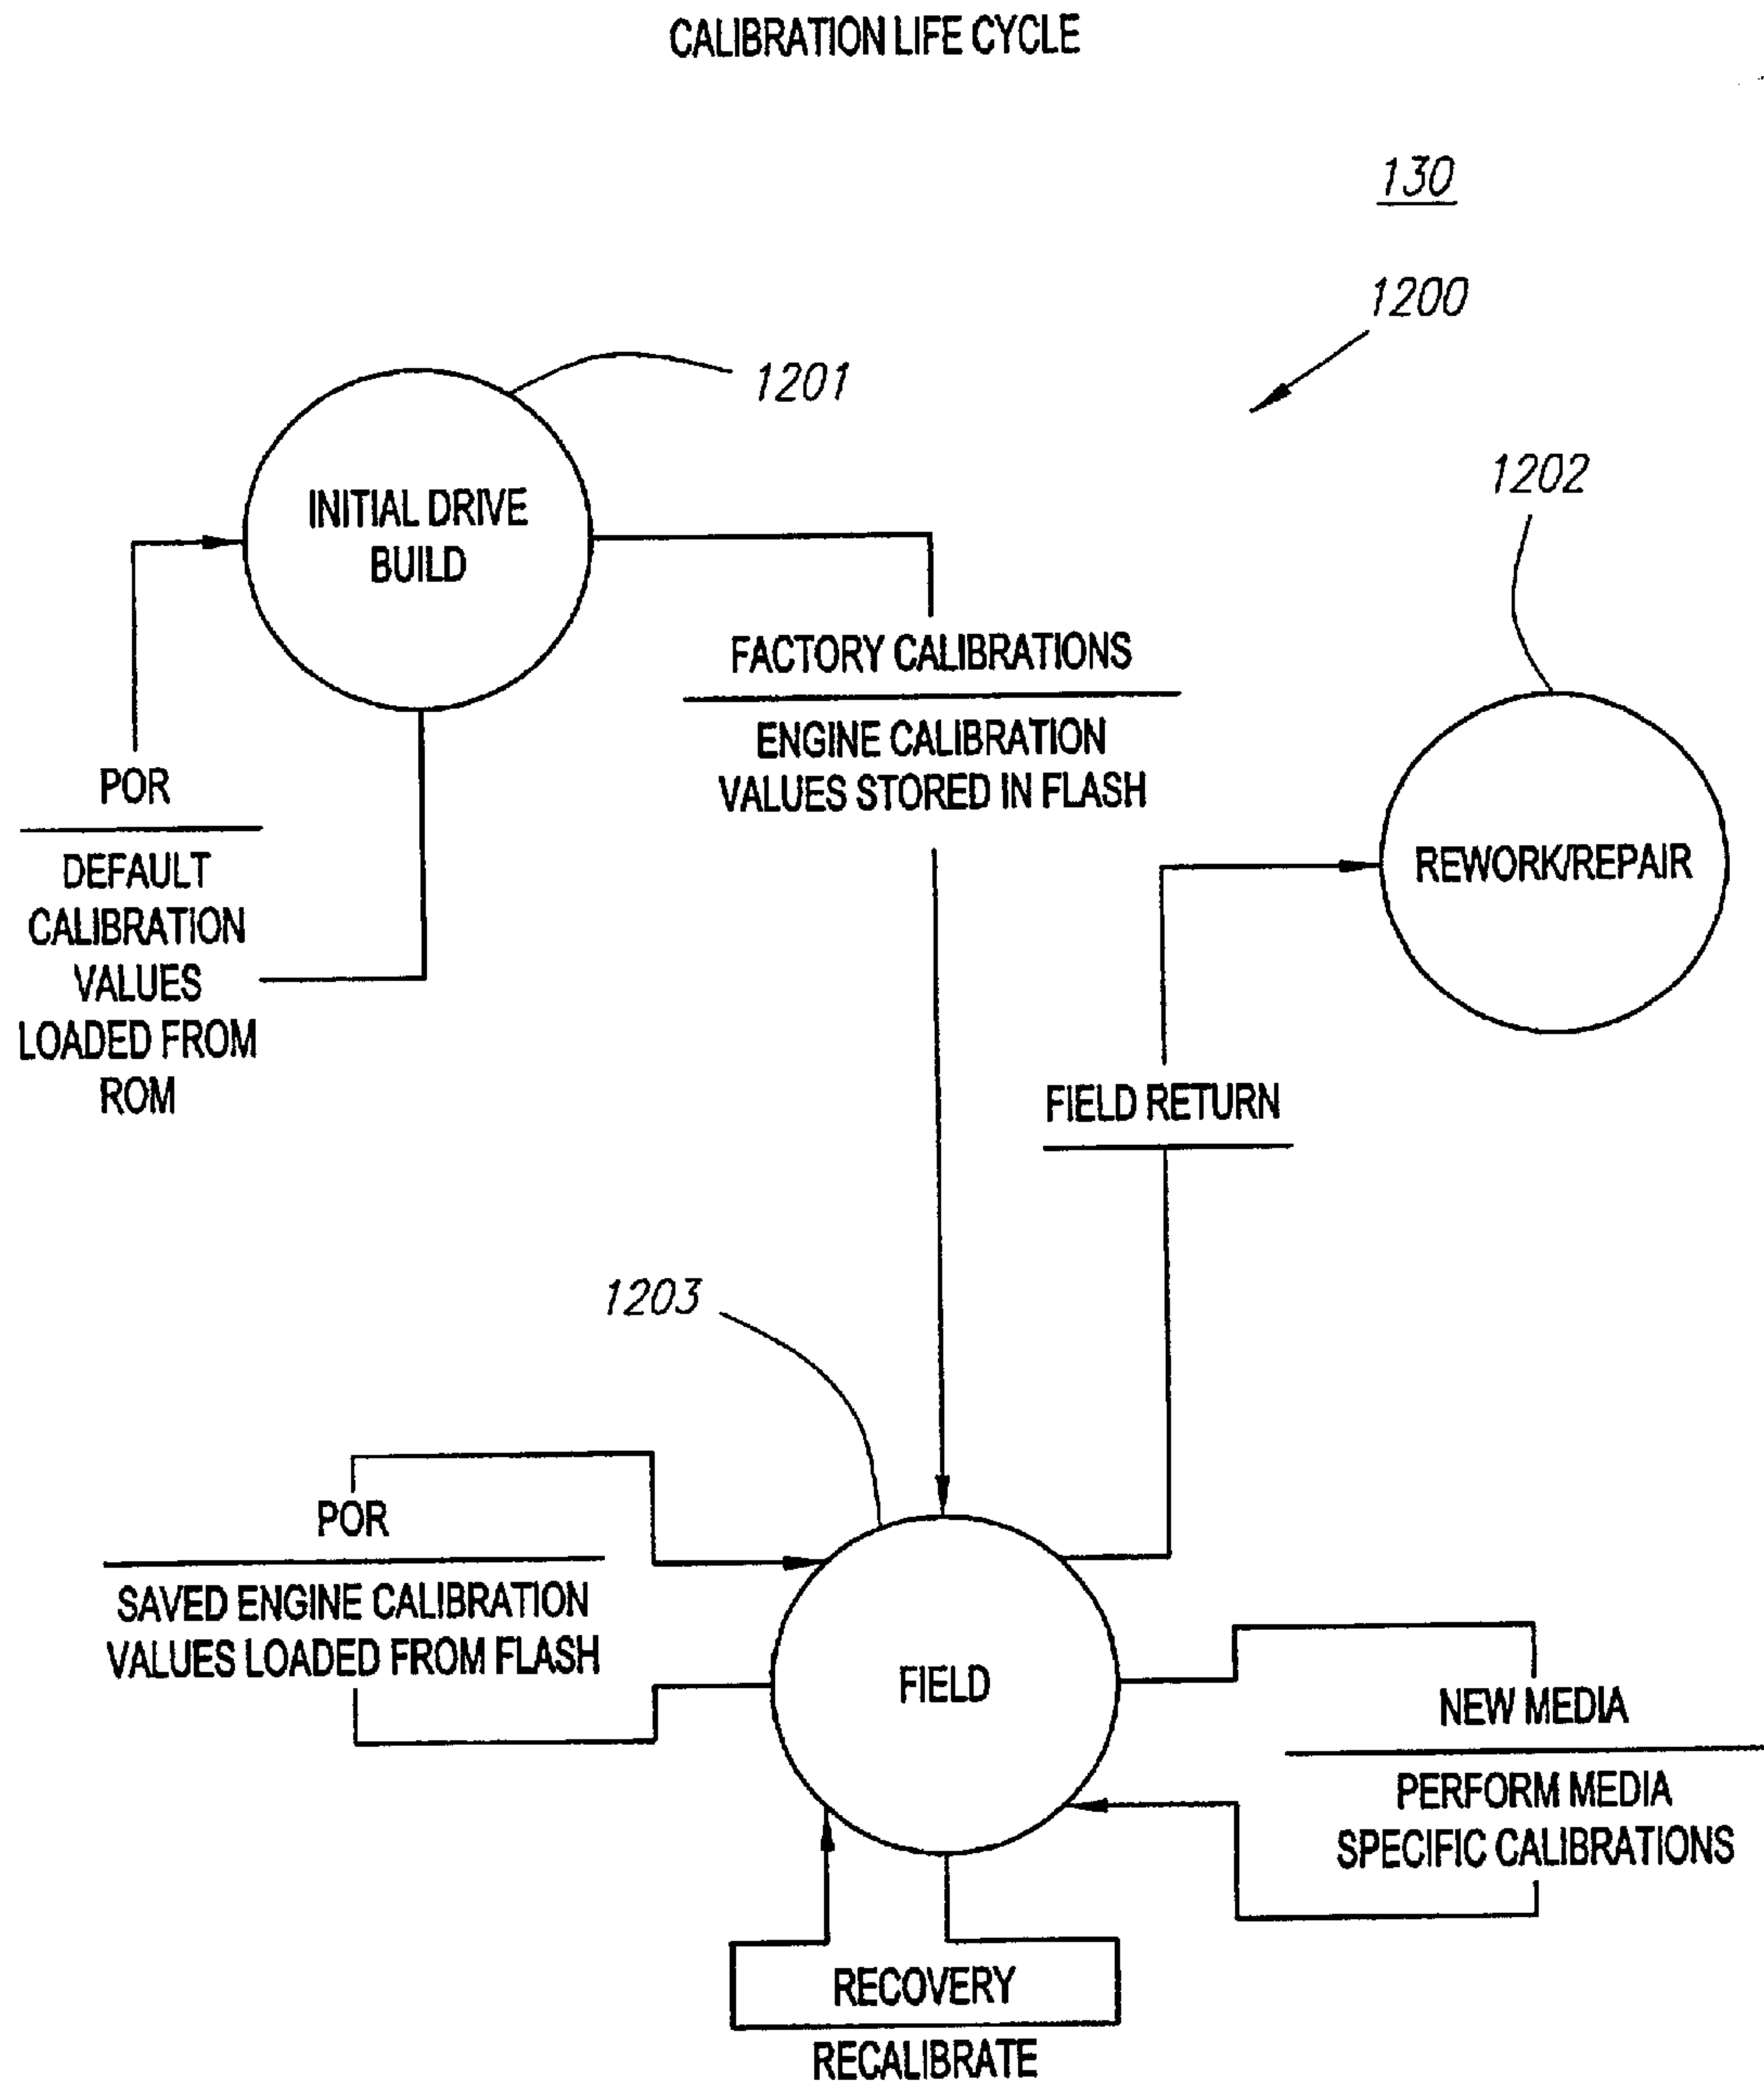 CALIBRATION LIFE CYCLE
130
1200
1201
1202
INITIAL DRIVE
BUILD
FACTORY CALIBRATIONS
ENGINE CALIBRATION
VALUES STORED IN FLASH
POR
DEFAULT
CALIBRATION
VALUES
LOADED FROM
ROM
REWORK/REPAIR
FIELD RETURN
1203
POR
SAVED ENGINE CALIBRATION
VALUES LOADED FROM FLASH
FIELD
NEW MEDIA
PERFORM MEDIA
SPECIFIC CALIBRATIONS
RECOVERY
RECALIBRATE